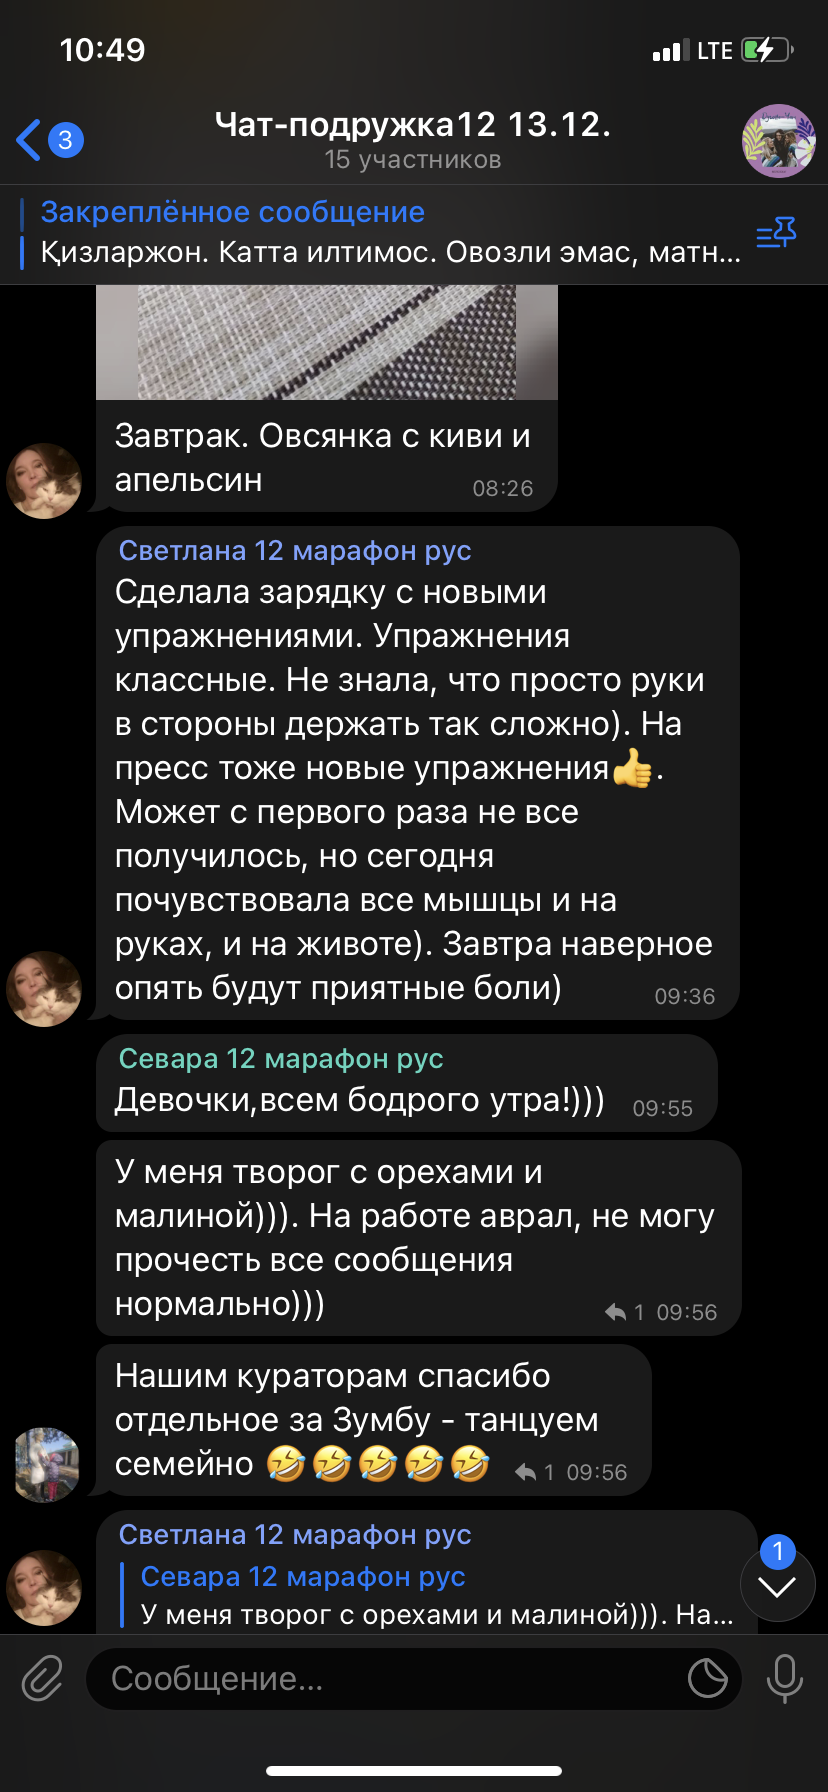 10:49
LTE
3
Чат-подружка12 13.12.
15 участников
Закреплённое сообщение
Қизларжон. Катта илтимос. Овозли эмас, матн...
Завтрак. Овсянка с киви и
апельсин
08:26
Светлана 12 марафон рус
Сделала зарядку с новыми
упражнениями. Упражнения
классные. Не знала, что просто руки
в стороны держать так сложно). На
пресс тоже новые упражнения👍.
Может с первого раза не все
получилось, но сегодня
почувствовала все мышцы и на
руках, и на животе). Завтра наверное
опять будут приятные боли)
09:36
Севара 12 марафон рус
Девочки,всем бодрого утра!)))
09:55
У меня творог с орехами и
малиной))). На работе аврал, не могу
прочесть все сообщения
нормально)))
1 09:56
Нашим кураторам спасибо
отдельное за Зумбу - танцуем
семейно 🤣🤣🤣🤣🤣
1 09:56
Светлана 12 марафон рус
Севара 12 марафон рус
У меня творог с орехами и малиной))). На...
1
Сообщение...